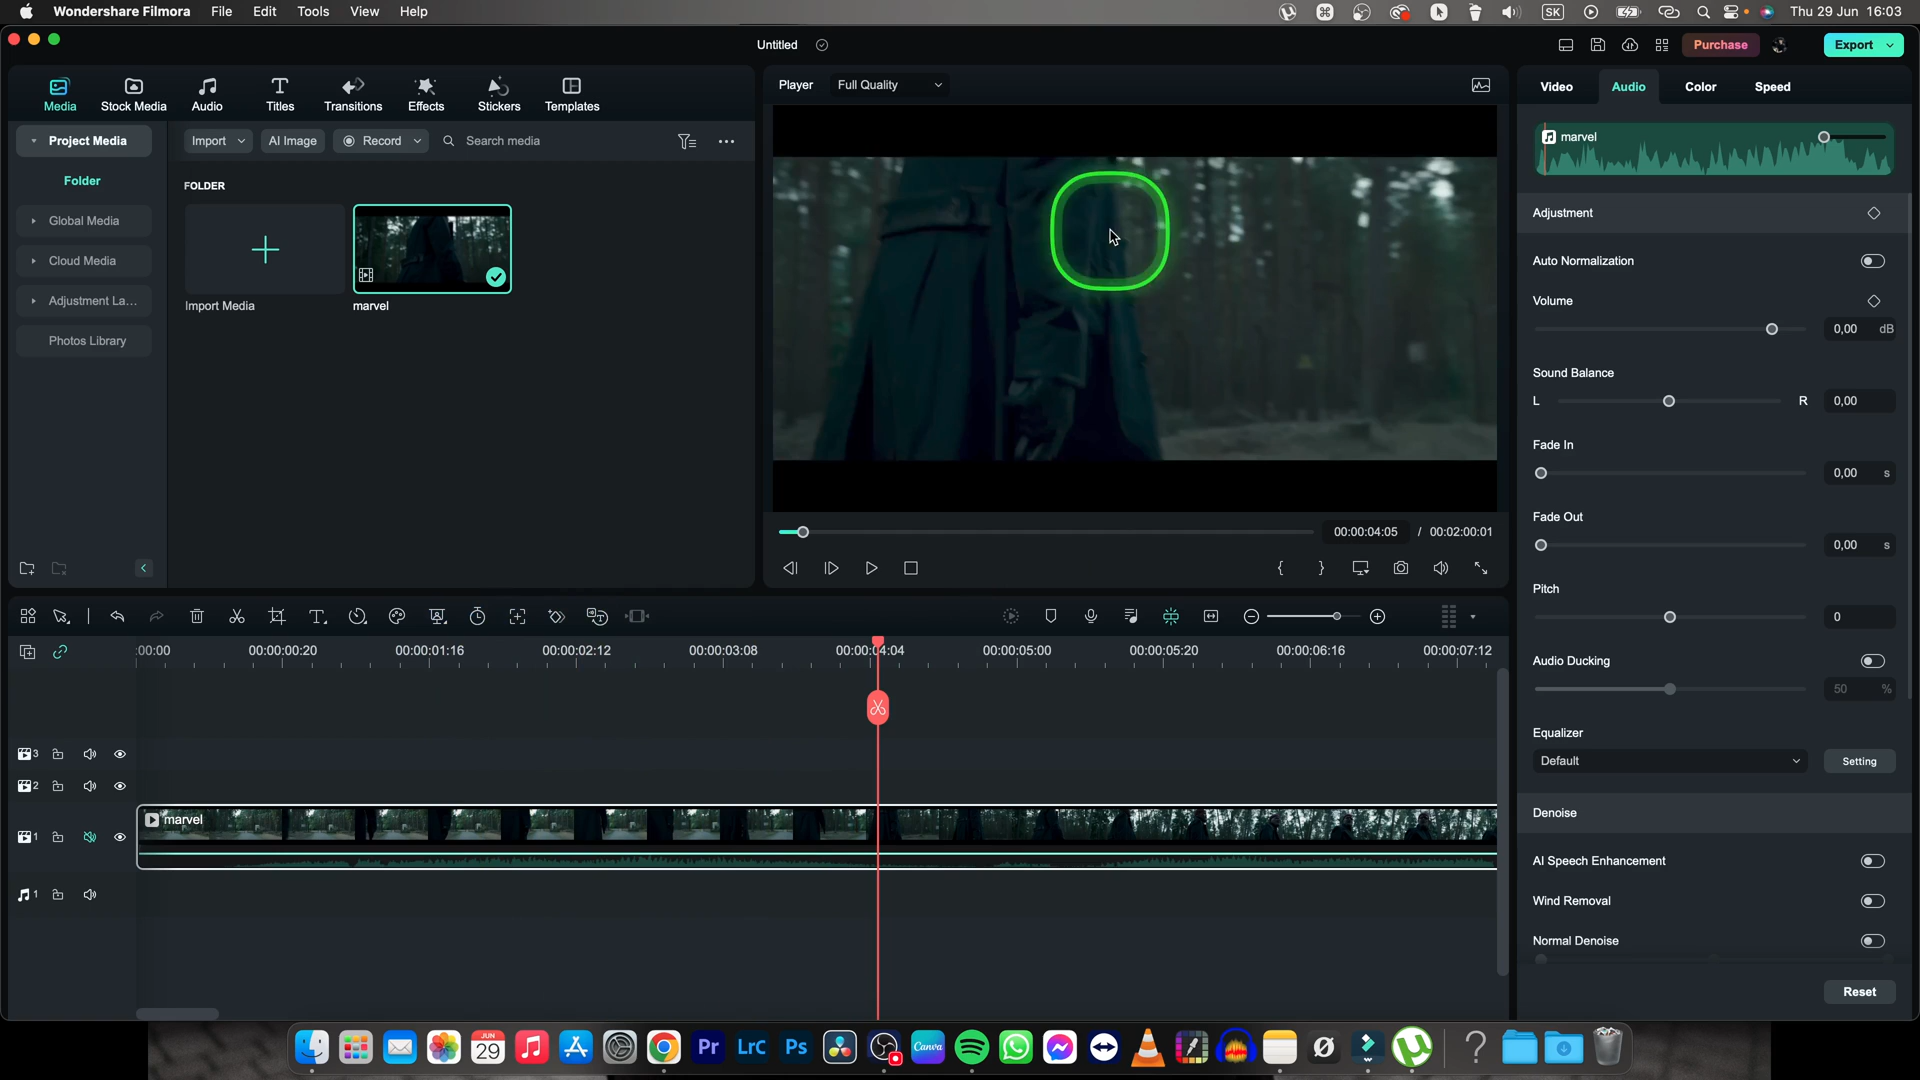 Wondershare Filmora File Edit Tools View Help
SK Thu 29 Jun 16:03
Untitled
Purchase Export
Media Stock Media Audio Titles Transitions Effects Stickers Templates
Player Full Quality
Video Audio Color Speed
Project Media
Import AI Image Record Search media
Folder
Global Media
Cloud Media
Adjustment La...
Photos Library
FOLDER
Import Media marvel
marvel
Adjustment
Auto Normalization
Volume
0,00 dB
Sound Balance
L R 0,00
Fade In
0,00 s
Fade Out
0,00 s
Pitch
0
Audio Ducking
50 %
Equalizer
Default Setting
Denoise
AI Speech Enhancement
Wind Removal
Normal Denoise
Reset
00:00:04:05 / 00:02:00:01
:00:00 00:00:00:20 00:00:01:16 00:00:02:12 00:00:03:08 00:00:04:04 00:00:05:00 00:00:05:20 00:00:06:16 00:00:07:12
3
2
1 marvel
1
JUN
29
Pr LrC Ps Canva